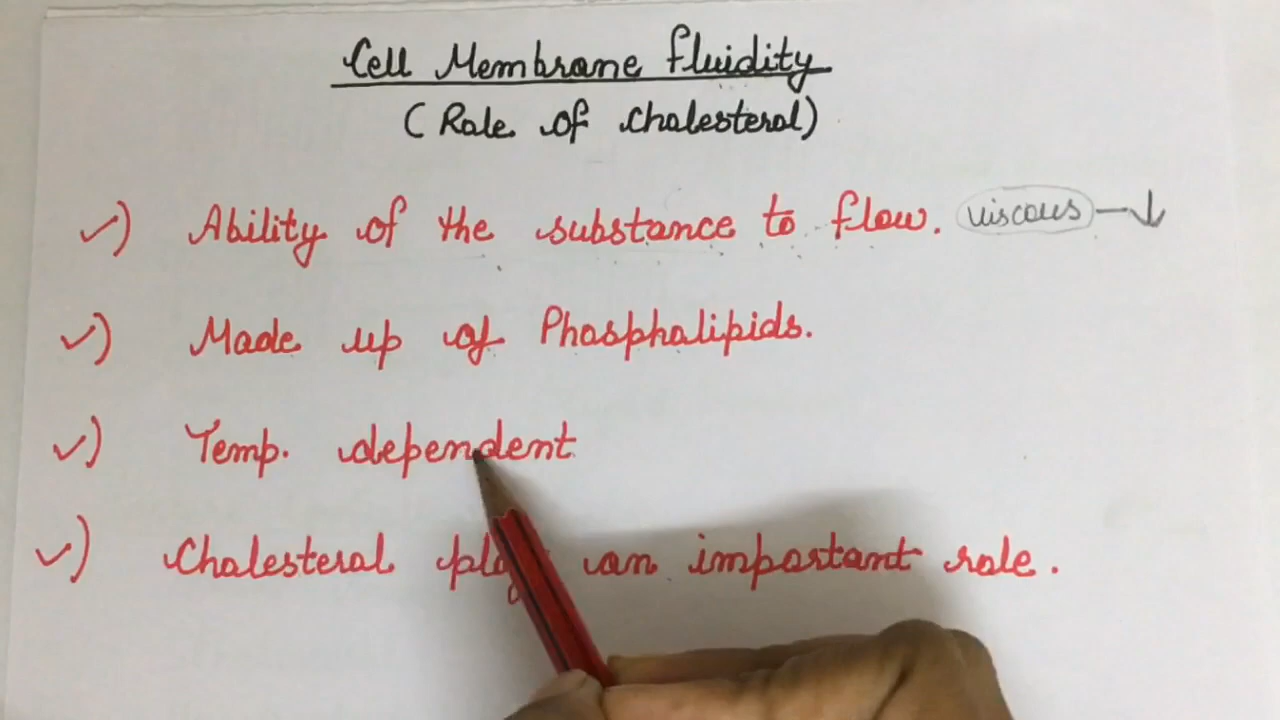 Cell Membrane fluidity
(Role of cholesterol)
✓) Ability of the substance to flow. viscous → ↓
✓) Made up of Phospholipids.
✓) Temp. dependent
✓) Cholesterol play an important role.